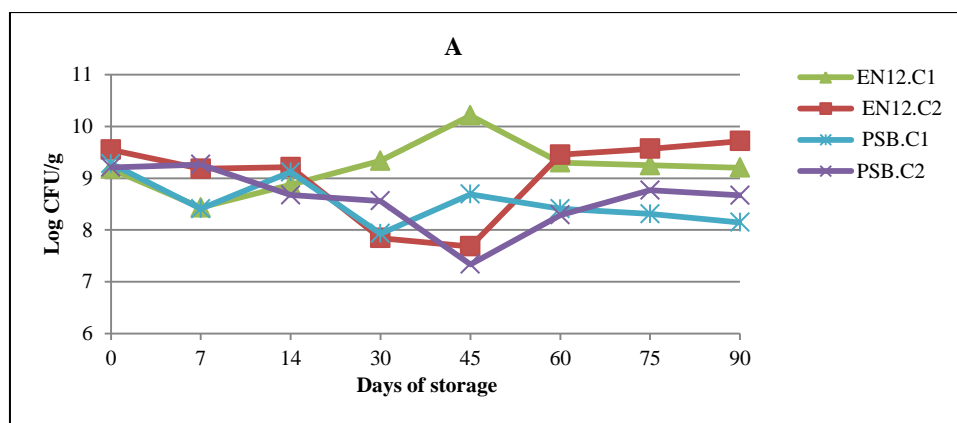 A
11
10
9
8
7
6
Log CFU/g
0 7 14 30 45 60 75 90
Days of storage
EN12.C1
EN12.C2
PSB.C1
PSB.C2